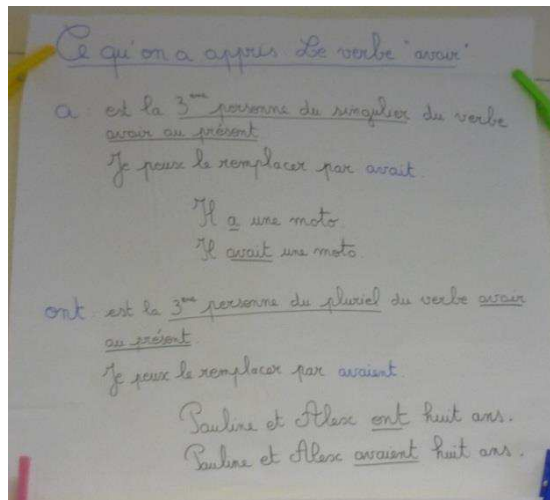 Ce qu'on a appris Le verbe "avoir"
a : est la 3ème personne du singulier du verbe
avoir au présent
Je peux le remplacer par avait.
Il a une moto.
Il avait une moto.
ont : est la 3ème personne du pluriel du verbe avoir
au présent.
Je peux le remplacer par avaient.
Pauline et Alex ont huit ans.
Pauline et Alex avaient huit ans.